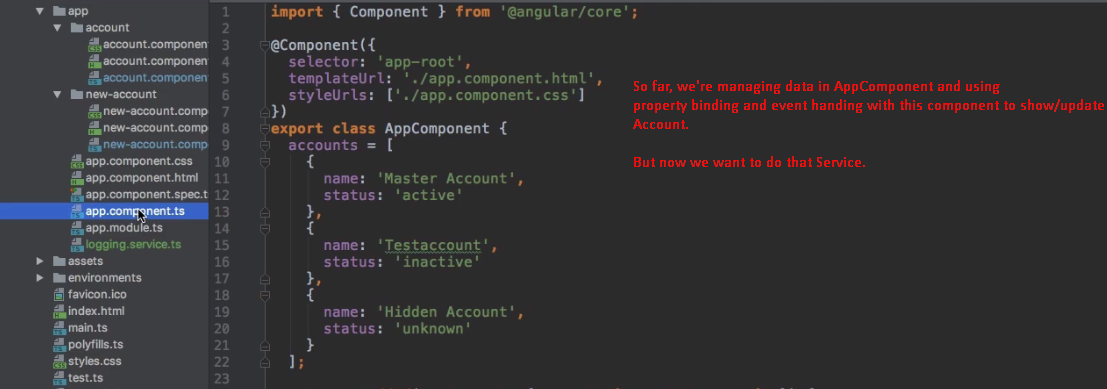 app
account
account.component
account.component
account.component
new-account
new-account.compon
new-account.compon
new-account.compon
app.component.css
app.component.html
app.component.spec.t
app.component.ts
app.module.ts
logging.service.ts
assets
environments
favicon.ico
index.html
main.ts
polyfills.ts
styles.css
test.ts
1 import { Component } from '@angular/core';
2
3 @Component({
4 selector: 'app-root',
5 templateUrl: './app.component.html',
6 styleUrls: ['./app.component.css']
7 })
8 export class AppComponent {
9 accounts = [
10 {
11 name: 'Master Account',
12 status: 'active'
13 },
14 {
15 name: 'Testaccount',
16 status: 'inactive'
17 },
18 {
19 name: 'Hidden Account',
20 status: 'unknown'
21 }
22 ];
23
So far, we're managing data in AppComponent and using
property binding and event handing with this component to show/update
Account.
But now we want to do that Service.